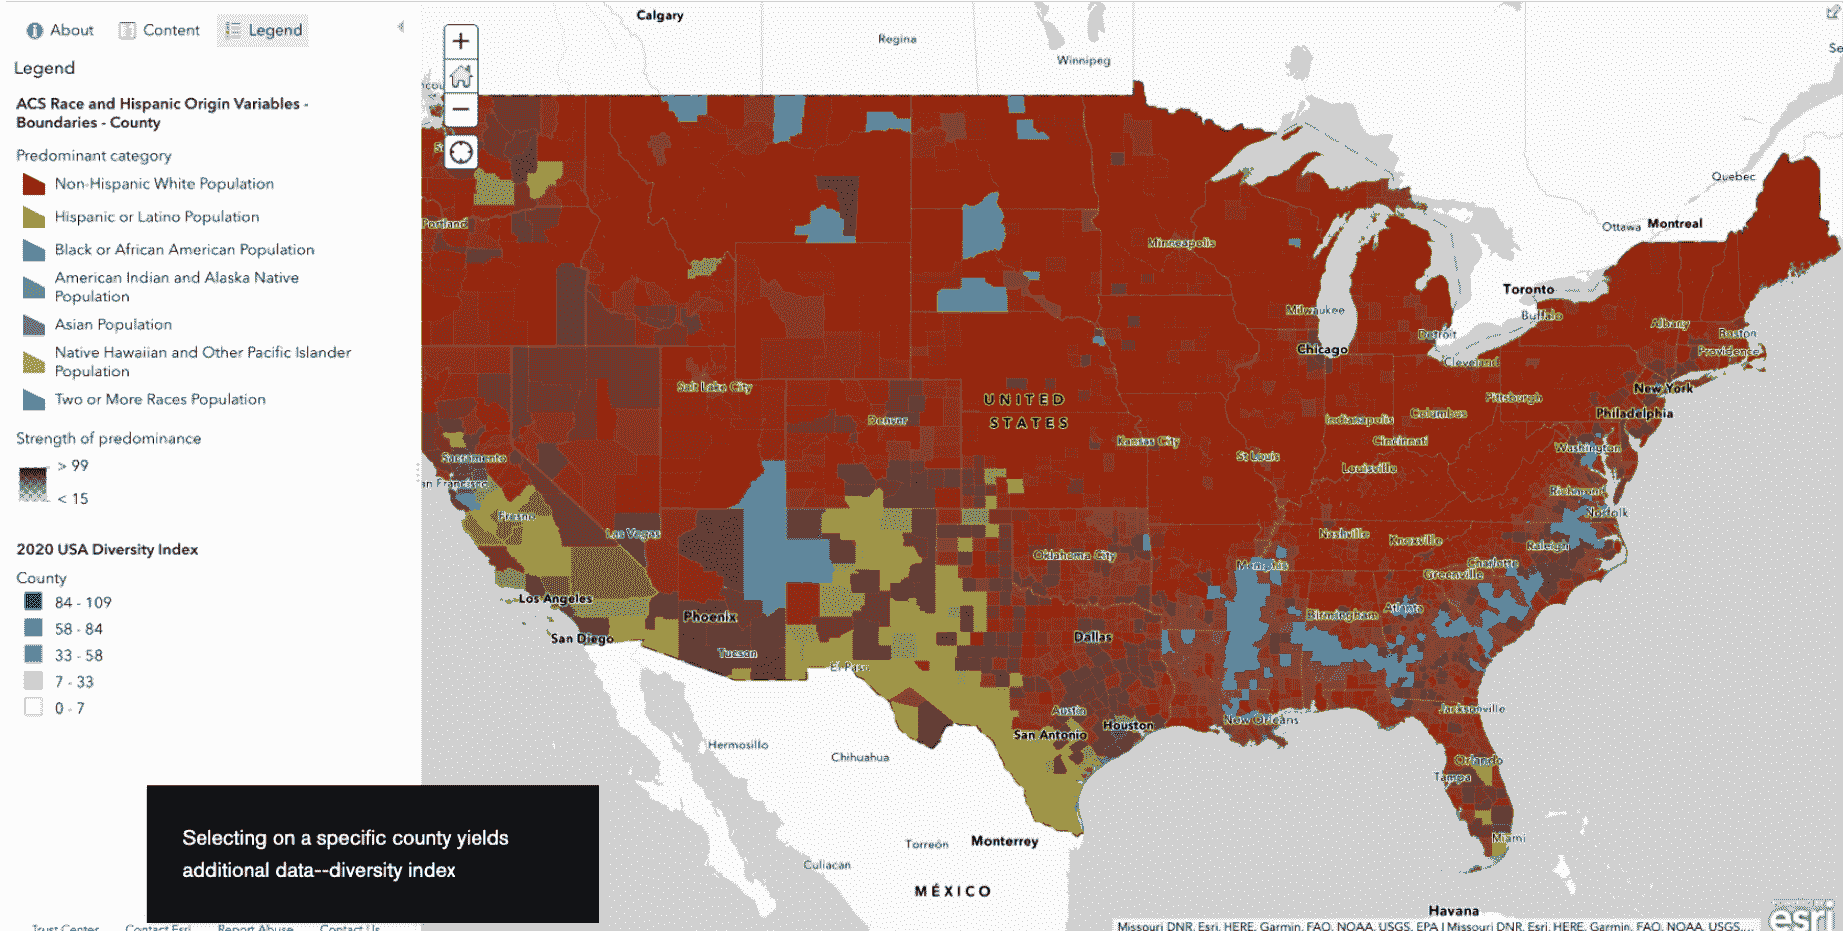 About
Content
Legend
Legend
ACS Race and Hispanic Origin Variables -
Boundaries - County
Predominant category
Non-Hispanic White Population
Hispanic or Latino Population
Black or African American Population
American Indian and Alaska Native
Population
Asian Population
Native Hawaiian and Other Pacific Islander
Population
Two or More Races Population
Strength of predominance
> 99
< 15
2020 USA Diversity Index
County
84 - 109
58 - 84
33 - 58
7 - 33
0 - 7
Selecting on a specific county yields
additional data--diversity index
Trust Center
Contact Esri
Report Abuse
Contact Us
+
−
Calgary
Regina
Winnipeg
Quebec
Ottawa
Montreal
Portland
Minneapolis
Toronto
Milwaukee
Buffalo
Detroit
Albany
Boston
Chicago
Cleveland
Providence
Salt Lake City
New York
UNITED
STATES
Pittsburgh
Philadelphia
Denver
Indianapolis
Columbus
Kansas City
Cincinnati
Sacramento
St Louis
Washington
Louisville
an Francisco
Richmond
Fresno
Norfolk
Las Vegas
Nashville
Knoxville
Raleigh
Oklahoma City
Memphis
Charlotte
Greenville
Los Angeles
Phoenix
Birmingham
Atlanta
San Diego
Dallas
Tucson
El Paso
Austin
Jacksonville
Houston
New Orleans
San Antonio
Hermosillo
Chihuahua
Orlando
Tampa
Miami
Torreón
Monterrey
Culiacan
MÉXICO
Havana
esri
Missouri DNR, Esri, HERE, Garmin, FAO, NOAA, USGS, EPA | Missouri DNR, Esri, HERE, Garmin, FAO, NOAA, USGS,...